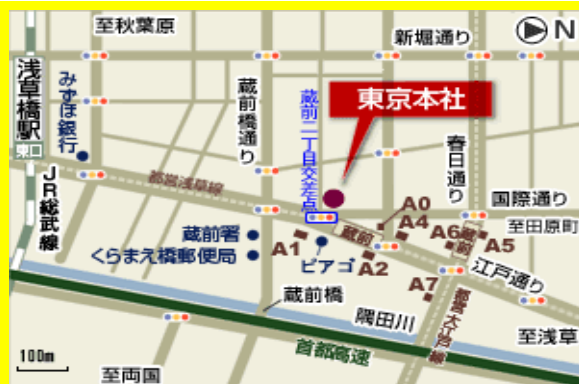 至秋葉原
新堀通り
N
浅草橋駅
東口
みずほ銀行
蔵前橋通り
蔵前二丁目交差点
東京本社
春日通り
JR総武線
都営浅草線
国際通り
至田原町
A0
A4
A6
A5
蔵前
蔵前
蔵前署
くらまえ橋郵便局
A1
ピアゴ
A2
A7
江戸通り
蔵前橋
隅田川
都営大江戸線
首都高速
至浅草
100m
至両国